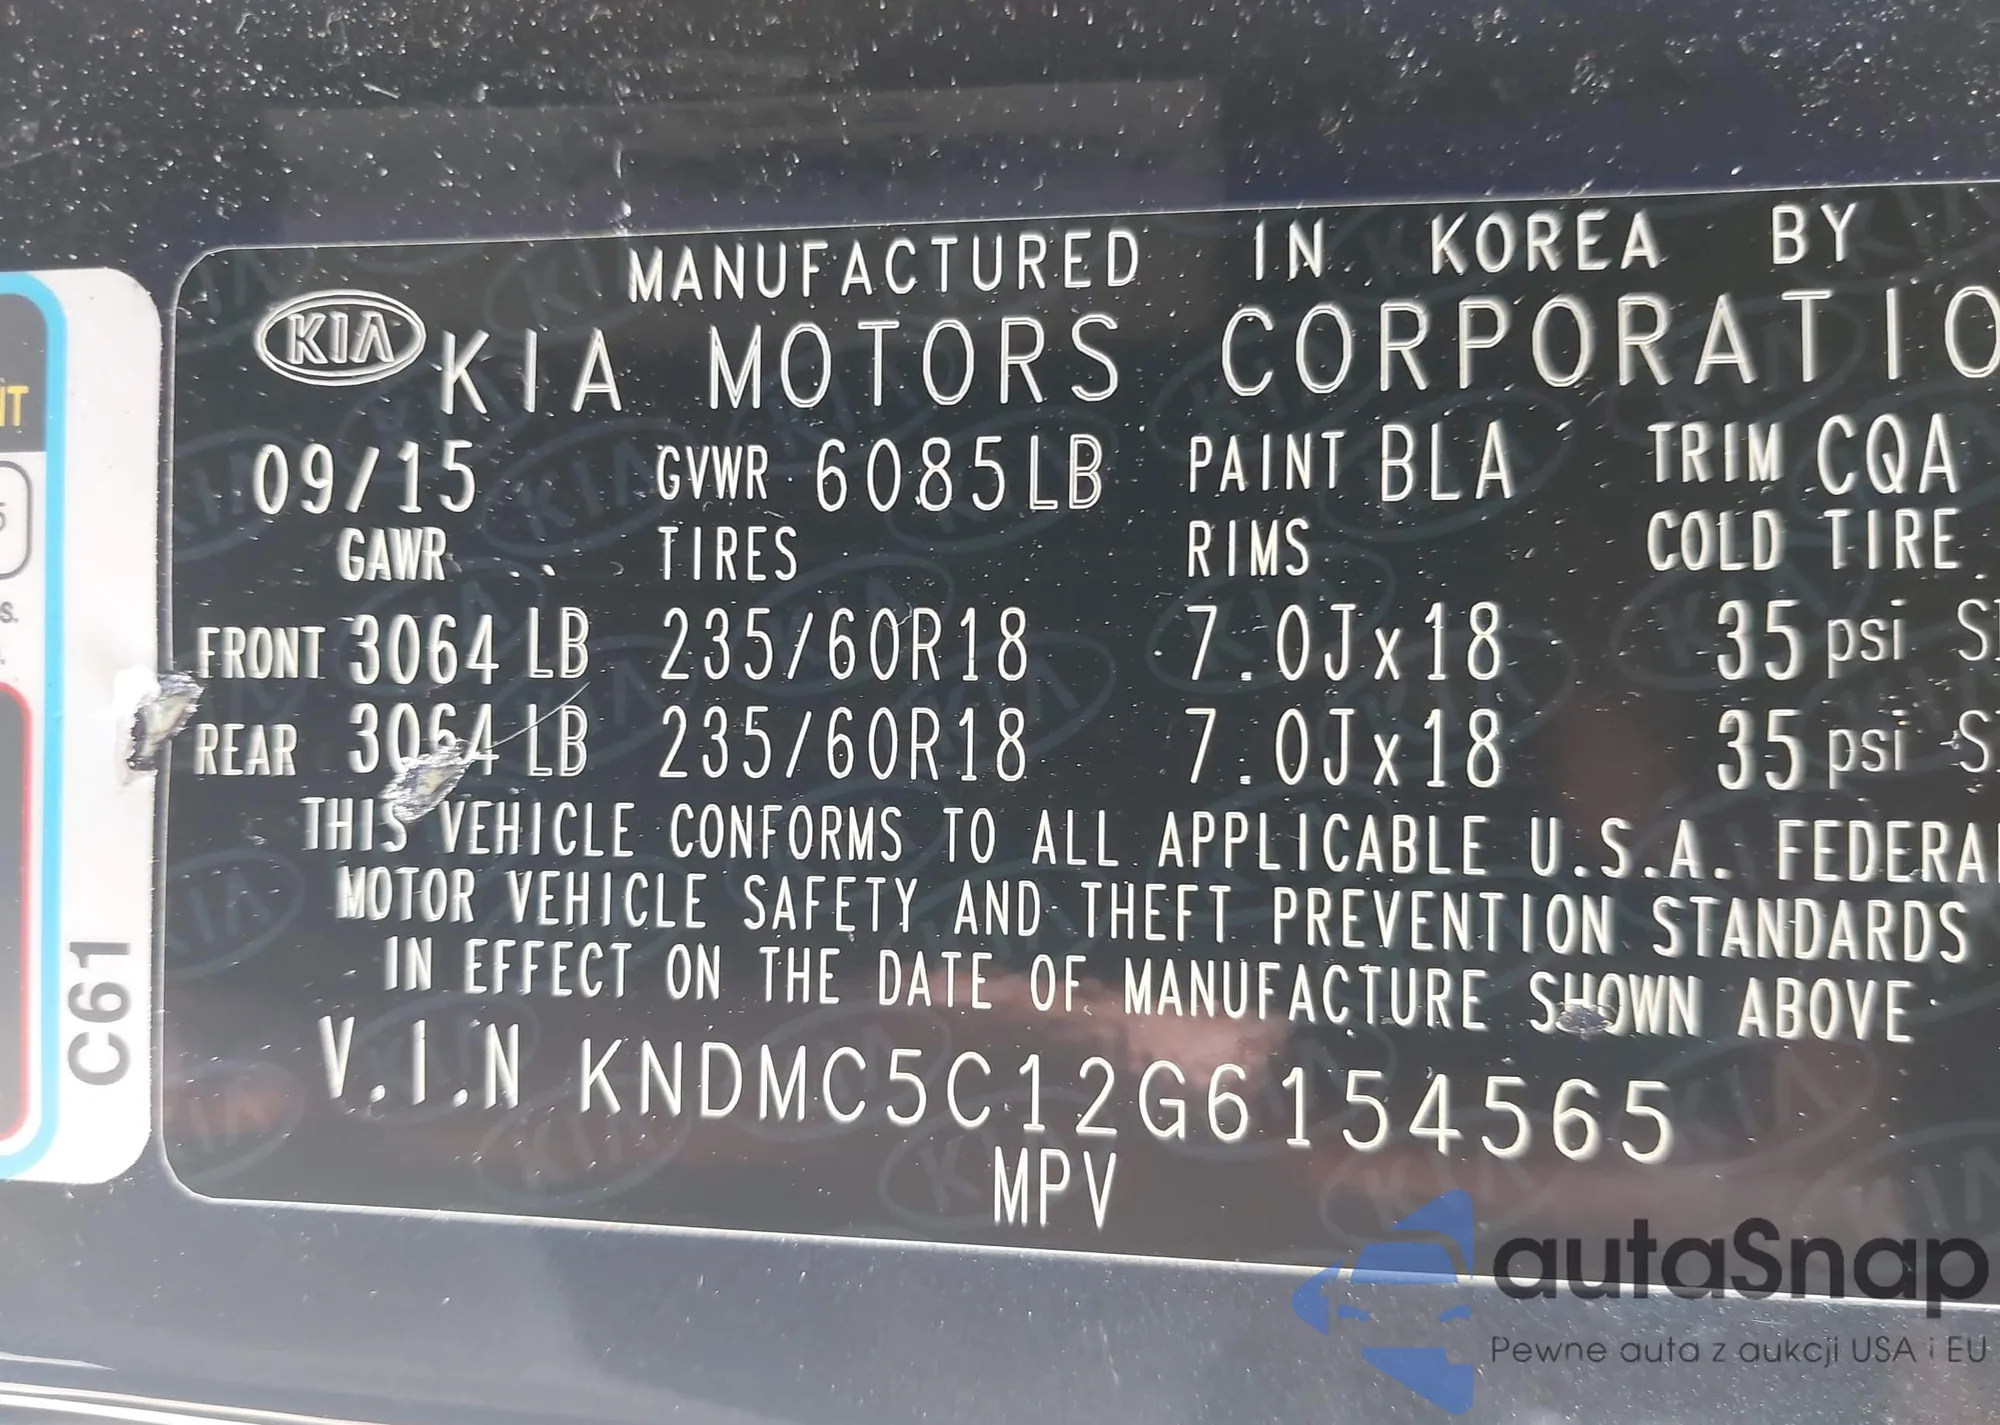 MANUFACTURED IN KOREA BY
KIA KIA MOTORS CORPORATIO
09/15 GVWR 6085LB PAINT BLA TRIM CQA
GAWR TIRES RIMS COLD TIRE
FRONT 3064 LB 235/60R18 7.0Jx18 35 psi
REAR 3064 LB 235/60R18 7.0Jx18 35 psi
THIS VEHICLE CONFORMS TO ALL APPLICABLE U.S.A. FEDERAL
MOTOR VEHICLE SAFETY AND THEFT PREVENTION STANDARDS
IN EFFECT ON THE DATE OF MANUFACTURE SHOWN ABOVE
V.I.N KNDMC5C12G6154565
MPV
C61
autaSnap
Pewne auta z aukcji USA i EU